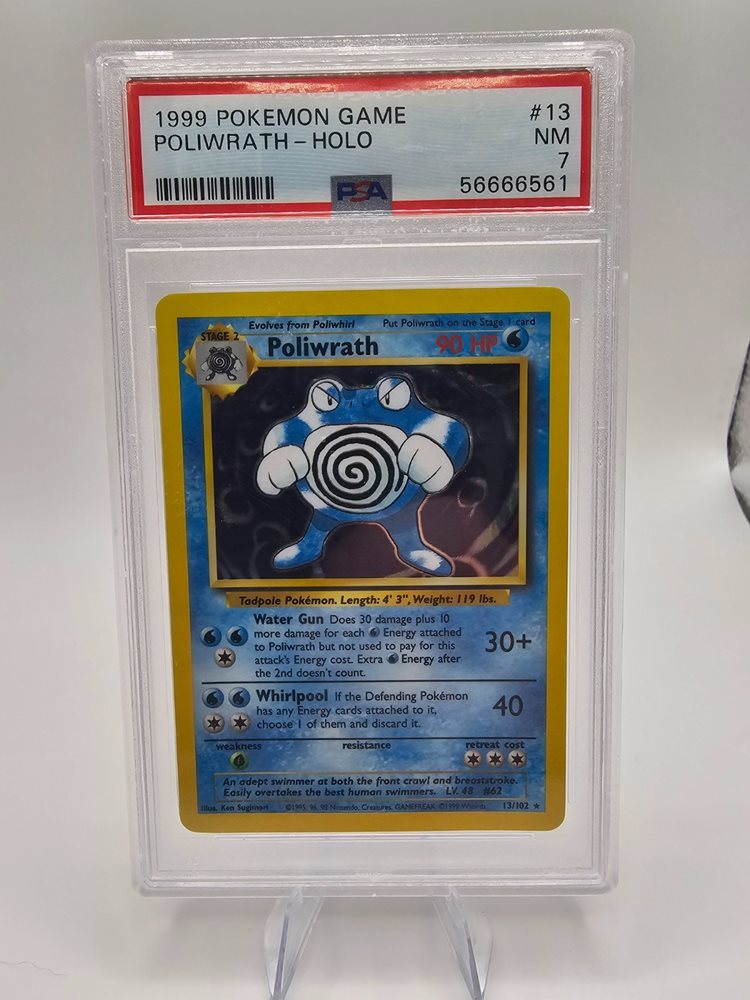 1999 POKEMON GAME #13
POLIWRATH – HOLO NM
7
PSA 56666561
Evolves from Poliwhirl Put Poliwrath on the Stage 1 card
STAGE 2
Poliwrath 90 HP
Tadpole Pokémon. Length: 4' 3", Weight: 119 lbs.
Water Gun Does 30 damage plus 10
more damage for each Energy attached
to Poliwrath but not used to pay for this
attack's Energy cost. Extra Energy after
the 2nd doesn't count.
30+
Whirlpool If the Defending Pokémon
has any Energy cards attached to it,
choose 1 of them and discard it.
40
weakness resistance retreat cost
An adept swimmer at both the front crawl and breaststroke.
Easily overtakes the best human swimmers. LV. 48 #62
Illus. Ken Sugimori ©1995, 96, 98 Nintendo, Creatures, GAMEFREAK. ©1999 Wizards. 13/102